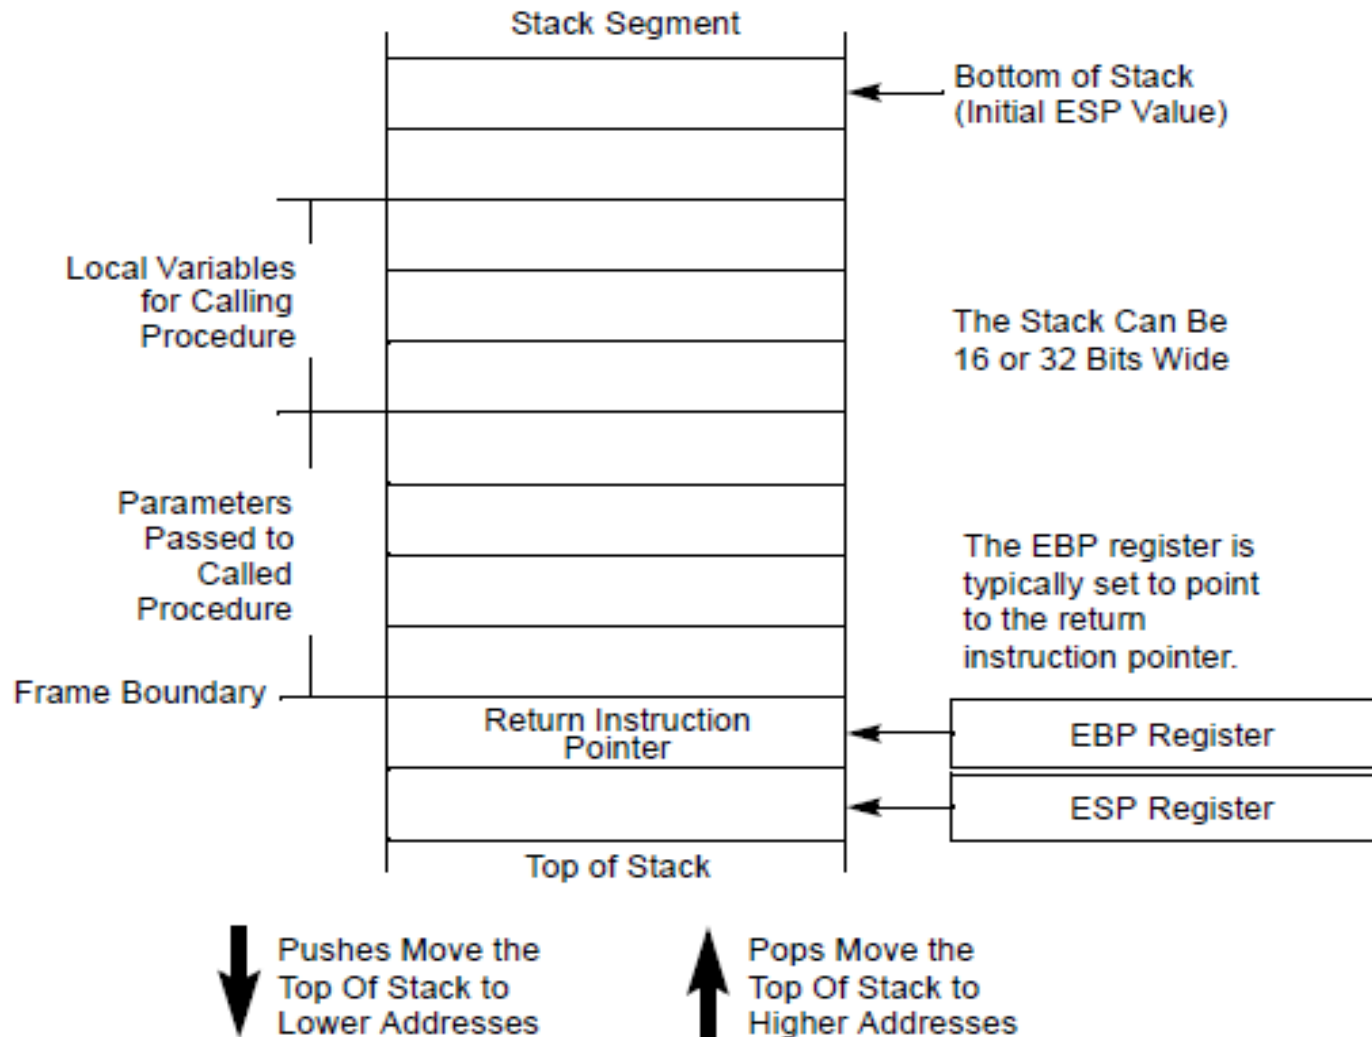 Stack Segment
Bottom of Stack
(Initial ESP Value)
Local Variables
for Calling
Procedure
The Stack Can Be
16 or 32 Bits Wide
Parameters
Passed to
Called
Procedure
The EBP register is
typically set to point
to the return
instruction pointer.
Frame Boundary
Return Instruction
Pointer
EBP Register
ESP Register
Top of Stack
Pushes Move the
Top Of Stack to
Lower Addresses
Pops Move the
Top Of Stack to
Higher Addresses